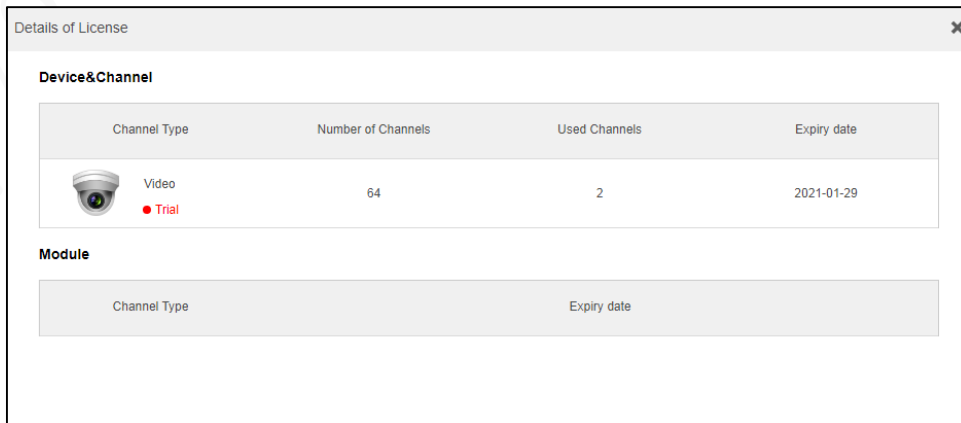 Details of License
Device&Channel
Channel Type Number of Channels Used Channels Expiry date
Video 64 2 2021-01-29
Trial
Module
Channel Type Expiry date